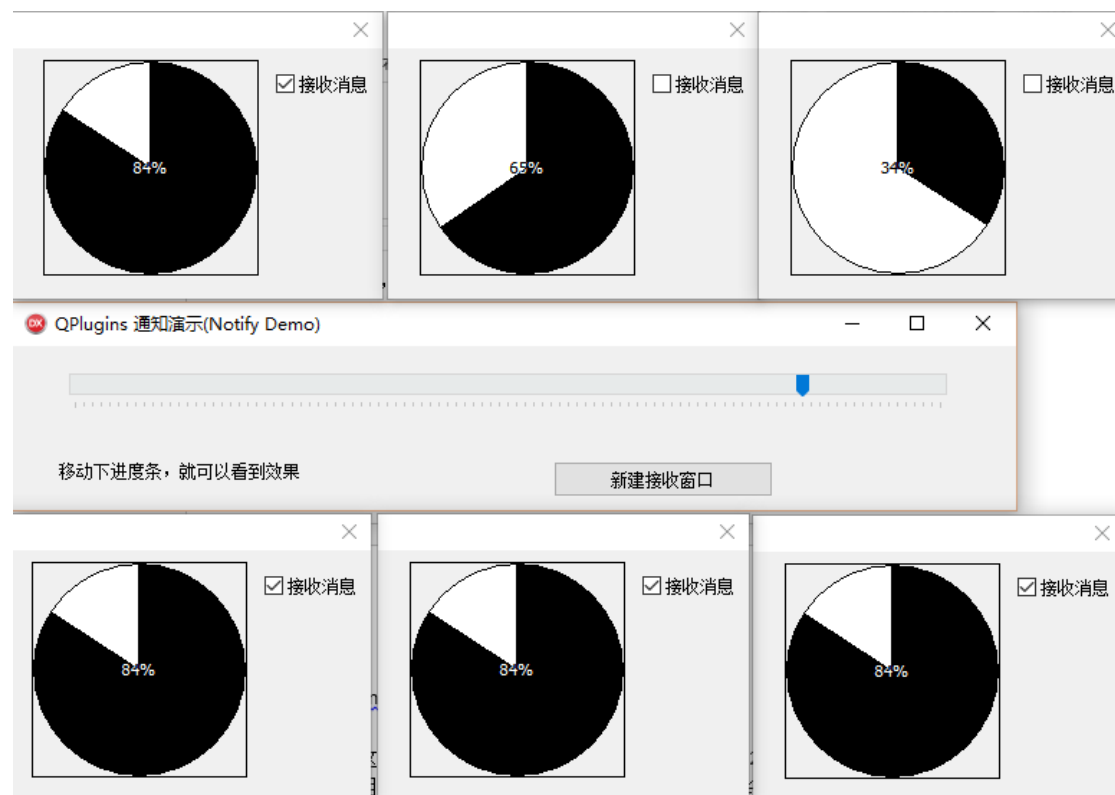 接收消息
84%
接收消息
65%
接收消息
34%
QPlugins 通知演示(Notify Demo)
移动下进度条，就可以看到效果
新建接收窗口
接收消息
84%
接收消息
84%
接收消息
84%